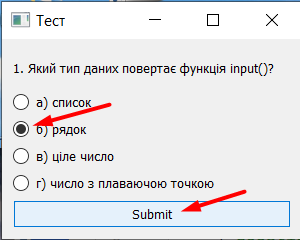 Тест
1. Який тип даних повертає функція input()?
а) список
б) рядок
в) ціле число
г) число з плаваючою точкою
Submit